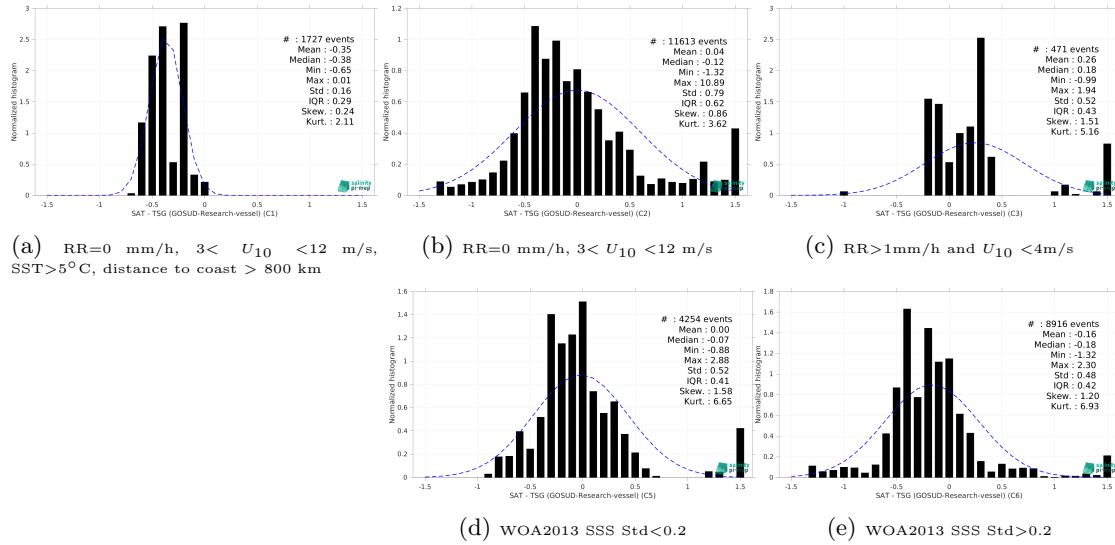 3
2.5
2
1.5
1
0.5
0
Normalized histogram
# : 1727 events
Mean : -0.35
Median : -0.38
Min : -0.65
Max : 0.01
Std : 0.16
IQR : 0.29
Skew. : 0.24
Kurt. : 2.11
salinity
pi-mep
-1.5 -1 -0.5 0 0.5 1 1.5
SAT - TSG (GOSUD-Research-vessel) (C1)
(a) RR=0 mm/h, 3< U10 <12 m/s,
SST>5°C, distance to coast > 800 km
1.2
1
0.8
0.6
0.4
0.2
0
Normalized histogram
# : 11613 events
Mean : 0.04
Median : -0.12
Min : -1.32
Max : 10.89
Std : 0.79
IQR : 0.62
Skew. : 0.86
Kurt. : 3.62
salinity
pi-mep
-1.5 -1 -0.5 0 0.5 1 1.5
SAT - TSG (GOSUD-Research-vessel) (C2)
(b) RR=0 mm/h, 3< U10 <12 m/s
3
2.5
2
1.5
1
0.5
0
Normalized histogram
# : 471 events
Mean : 0.26
Median : 0.18
Min : -0.99
Max : 1.94
Std : 0.52
IQR : 0.43
Skew. : 1.51
Kurt. : 5.16
salinity
pi-mep
-1.5 -1 -0.5 0 0.5 1 1.5
SAT - TSG (GOSUD-Research-vessel) (C3)
(c) RR>1mm/h and U10 <4m/s
1.6
1.4
1.2
1
0.8
0.6
0.4
0.2
0
Normalized histogram
# : 4254 events
Mean : 0.00
Median : -0.07
Min : -0.88
Max : 2.88
Std : 0.52
IQR : 0.41
Skew. : 1.58
Kurt. : 6.65
salinity
pi-mep
-1.5 -1 -0.5 0 0.5 1 1.5
SAT - TSG (GOSUD-Research-vessel) (C5)
(d) WOA2013 SSS Std<0.2
1.8
1.6
1.4
1.2
1
0.8
0.6
0.4
0.2
0
Normalized histogram
# : 8916 events
Mean : -0.16
Median : -0.18
Min : -1.32
Max : 2.30
Std : 0.48
IQR : 0.42
Skew. : 1.20
Kurt. : 6.93
salinity
pi-mep
-1.5 -1 -0.5 0 0.5 1 1.5
SAT - TSG (GOSUD-Research-vessel) (C6)
(e) WOA2013 SSS Std>0.2